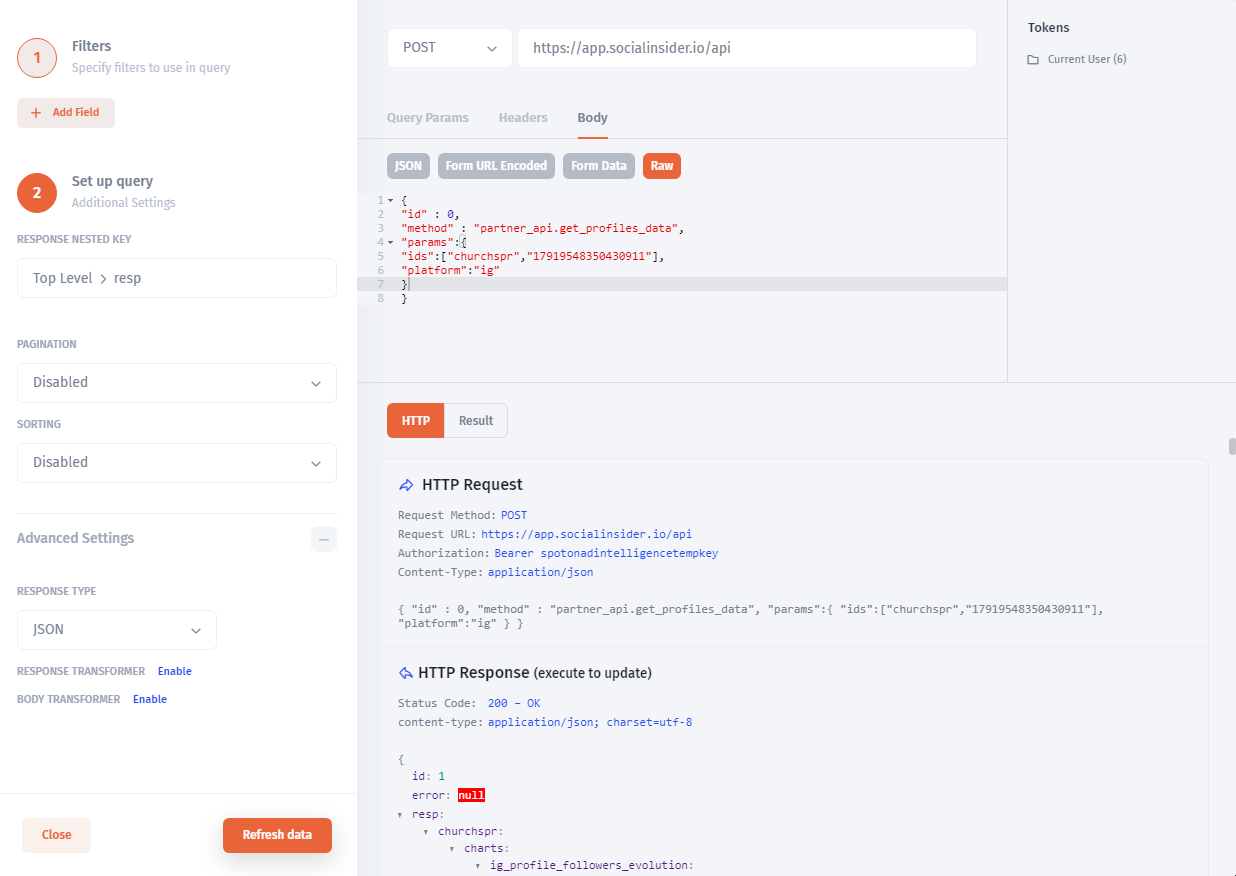 1
Filters
Specify filters to use in query
+ Add Field
2
Set up query
Additional Settings
RESPONSE NESTED KEY
Top Level > resp
PAGINATION
Disabled
SORTING
Disabled
Advanced Settings
RESPONSE TYPE
JSON
RESPONSE TRANSFORMER Enable
BODY TRANSFORMER Enable
Close
Refresh data
POST
https://app.socialinsider.io/api
Query Params
Headers
Body
JSON
Form URL Encoded
Form Data
Raw
1 {
2 "id" : 0,
3 "method" : "partner_api.get_profiles_data",
4 "params":{
5 "ids":["churchspr","17919548350430911"],
6 "platform":"ig"
7 }
8 }
Tokens
Current User (6)
HTTP
Result
HTTP Request
Request Method: POST
Request URL: https://app.socialinsider.io/api
Authorization: Bearer spotonadintelligencetempkey
Content-Type: application/json
{ "id" : 0, "method" : "partner_api.get_profiles_data", "params":{ "ids":["churchspr","17919548350430911"],
"platform":"ig" } }
HTTP Response (execute to update)
Status Code: 200 – OK
content-type: application/json; charset=utf-8
{
id: 1
error: null
resp:
churchspr:
charts:
ig_profile_followers_evolution: